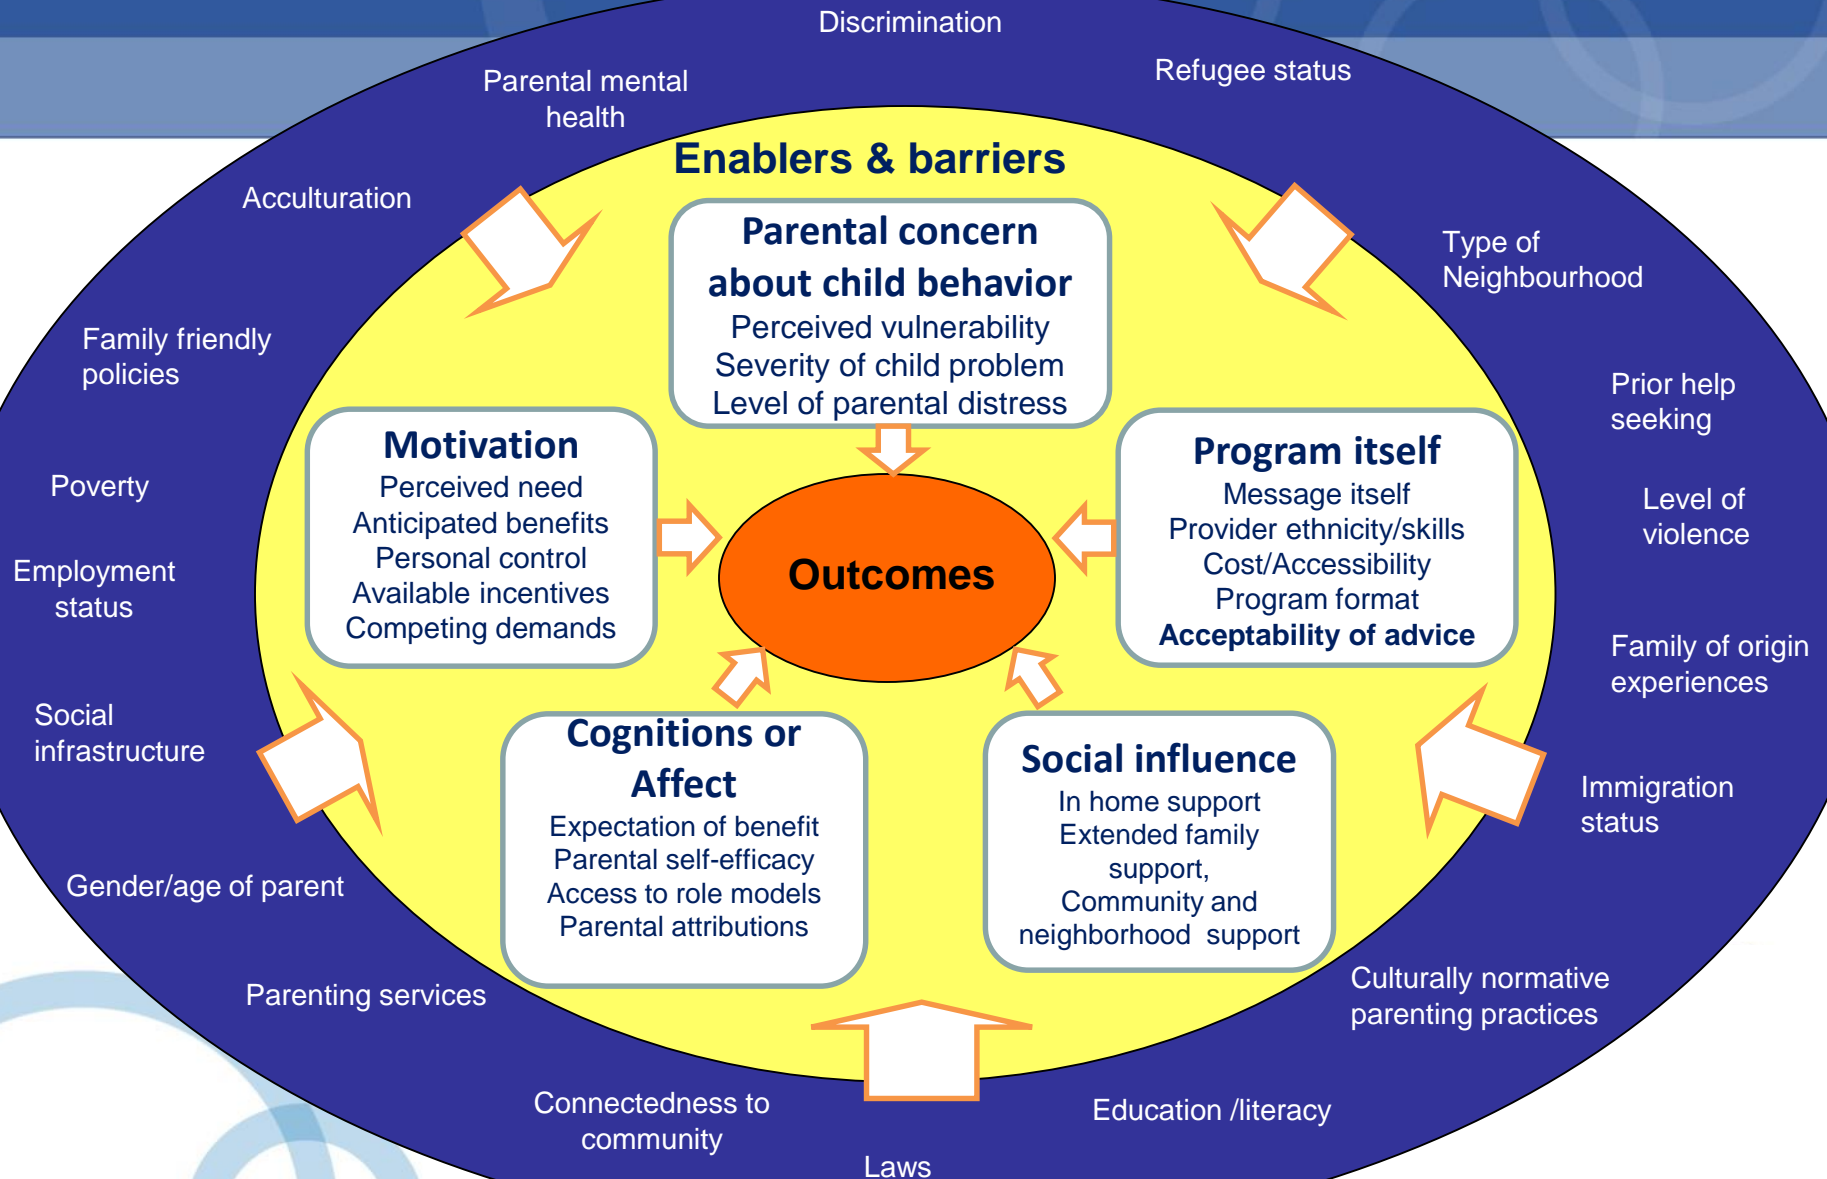 Discrimination
Refugee status
Parental mental
health
Enablers & barriers
Acculturation
Parental concern
about child behavior
Perceived vulnerability
Severity of child problem
Level of parental distress
Type of
Neighbourhood
Family friendly
policies
Prior help
seeking
Motivation
Perceived need
Anticipated benefits
Personal control
Available incentives
Competing demands
Program itself
Message itself
Provider ethnicity/skills
Cost/Accessibility
Program format
Acceptability of advice
Poverty
Level of
violence
Employment
status
Outcomes
Family of origin
experiences
Social
infrastructure
Cognitions or
Affect
Expectation of benefit
Parental self-efficacy
Access to role models
Parental attributions
Social influence
In home support
Extended family
support,
Community and
neighborhood  support
Immigration
status
Gender/age of parent
Parenting services
Culturally normative
parenting practices
Connectedness to
community
Education /literacy
Laws